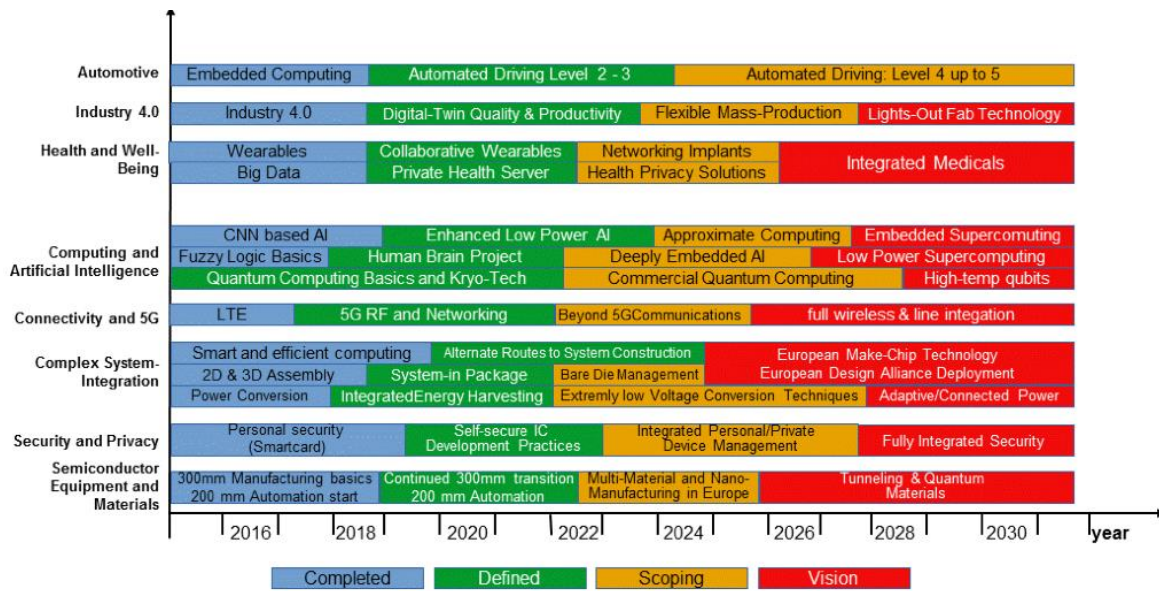 Automotive
Embedded Computing
Automated Driving Level 2 - 3
Automated Driving: Level 4 up to 5
Industry 4.0
Industry 4.0
Digital-Twin Quality & Productivity
Flexible Mass-Production
Lights-Out Fab Technology
Health and Well-
Being
Wearables
Collaborative Wearables
Networking Implants
Big Data
Private Health Server
Health Privacy Solutions
Integrated Medicals
Computing and
Artificial Intelligence
CNN based AI
Enhanced Low Power AI
Approximate Computing
Embedded Supercomuting
Fuzzy Logic Basics
Human Brain Project
Deeply Embedded AI
Low Power Supercomputing
Quantum Computing Basics and Kryo-Tech
Commercial Quantum Computing
High-temp qubits
Connectivity and 5G
LTE
5G RF and Networking
Beyond 5GCommunications
full wireless & line integation
Complex System-
Integration
Smart and efficient computing
Alternate Routes to System Construction
European Make-Chip Technology
European Design Alliance Deployment
2D & 3D Assembly
System-in Package
Bare Die Management
Power Conversion
IntegratedEnergy Harvesting
Extremly low Voltage Conversion Techniques
Adaptive/Connected Power
Security and Privacy
Personal security
(Smartcard)
Self-secure IC
Development Practices
Integrated Personal/Private
Device Management
Fully Integrated Security
Semiconductor
Equipment and
Materials
300mm Manufacturing basics
200 mm Automation start
Continued 300mm transition
200 mm Automation
Multi-Material and Nano-
Manufacturing in Europe
Tunneling & Quantum
Materials
2016 2018 2020 2022 2024 2026 2028 2030 year
Completed
Defined
Scoping
Vision